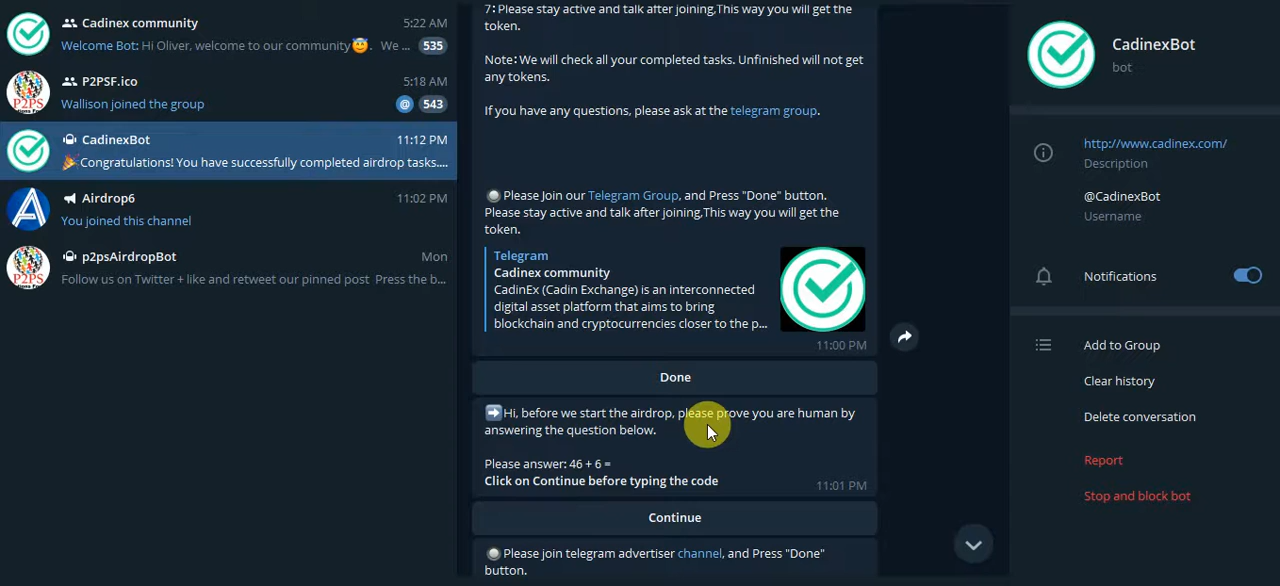 Cadinex community
5:22 AM
Welcome Bot: Hi Oliver, welcome to our community😇. We ...
535
P2PSF.ico
5:18 AM
Wallison joined the group
@
543
CadinexBot
11:12 PM
🎉Congratulations! You have successfully completed airdrop tasks....
Airdrop6
11:02 PM
You joined this channel
p2psAirdropBot
Mon
Follow us on Twitter + like and retweet our pinned post Press the b...
P2PS
P2PS
7：Please stay active and talk after joining,This way you will get the
token.
Note：We will check all your completed tasks. Unfinished will not get
any tokens.
If you have any questions, please ask at the telegram group.
🔘Please Join our Telegram Group, and Press "Done" button.
Please stay active and talk after joining,This way you will get the
token.
Telegram
Cadinex community
CadinEx (Cadin Exchange) is an interconnected
digital asset platform that aims to bring
blockchain and cryptocurrencies closer to the p...
11:00 PM
Done
➡️Hi, before we start the airdrop, please prove you are human by
answering the question below.
Please answer: 46 + 6 =
Click on Continue before typing the code
11:01 PM
Continue
🔘Please join telegram advertiser channel, and Press "Done"
button.
CadinexBot
bot
http://www.cadinex.com/
Description
@CadinexBot
Username
Notifications
Add to Group
Clear history
Delete conversation
Report
Stop and block bot